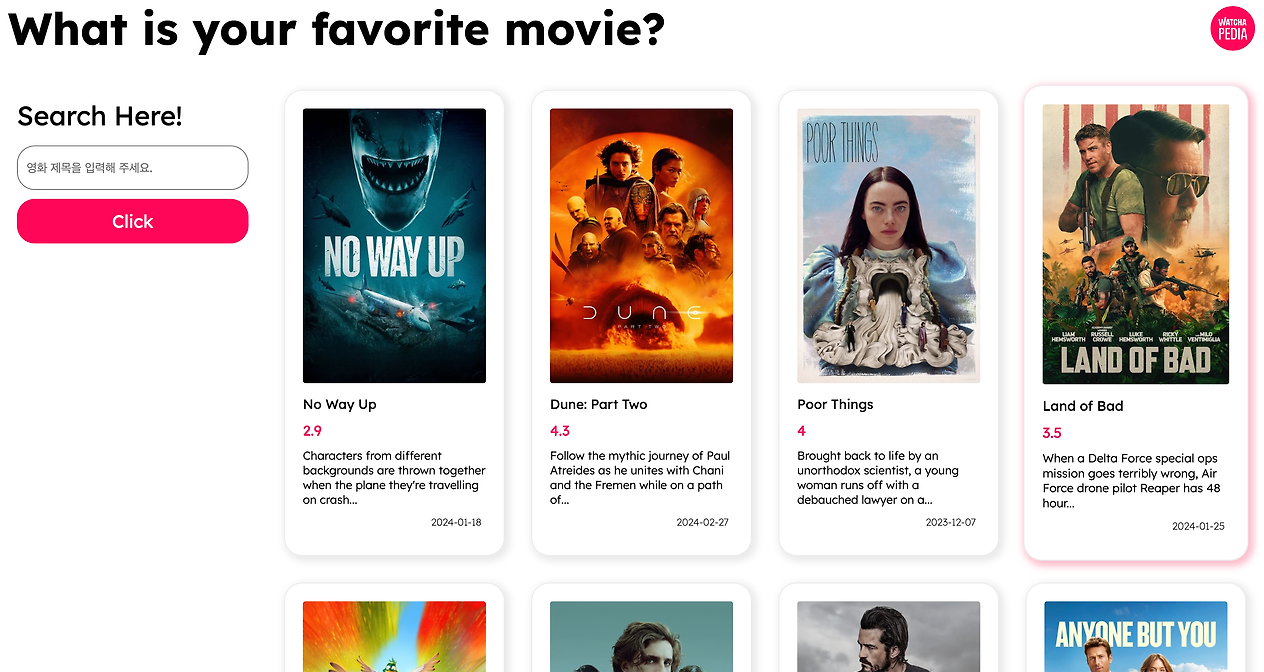 What is your favorite movie?
WATCHA
PEDIA
Search Here!
영화 제목을 입력해 주세요.
Click
NO WAY UP
No Way Up
2.9
Characters from different
backgrounds are thrown together
when the plane they're travelling
on crash...
2024-01-18
DUNE
PART TWO
Dune: Part Two
4.3
Follow the mythic journey of Paul
Atreides as he unites with Chani
and the Fremen while on a path
of...
2024-02-27
POOR THINGS
Poor Things
4
Brought back to life by an
unorthodox scientist, a young
woman runs off with a
debauched lawyer on a...
2023-12-07
LIAM HEMSWORTH RUSSELL CROWE LUKE HEMSWORTH RICKY WHITTLE MILO VENTIMIGLIA
LAND OF BAD
Land of Bad
3.5
When a Delta Force special ops
mission goes terribly wrong, Air
Force drone pilot Reaper has 48
hour...
2024-01-25
ANYONE BUT YOU